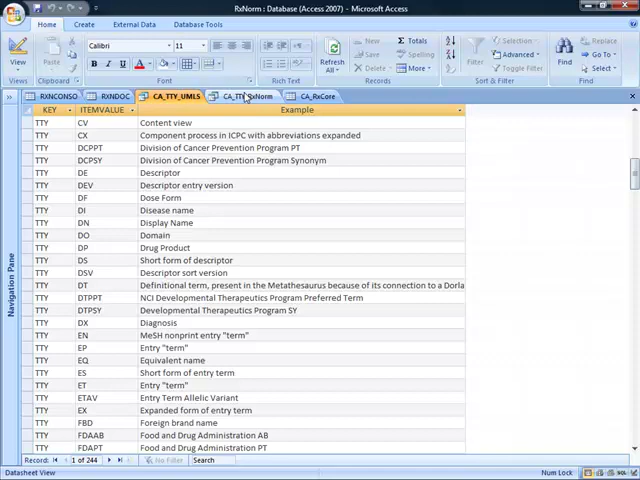 RxNorm : Database (Access 2007) - Microsoft Access
Home Create External Data Database Tools
View
Views
Paste
Clipboard
Calibri 11
B I U
Font
Rich Text
Refresh All
New
Save
Delete
Totals
Spelling
More
Records
Filter
Selection
Advanced
Toggle Filter
Sort & Filter
Find
Find
RXNCONSO RXNDOC CA_TTY_UMLS CA_TTY_RxNorm CA_RxCore
KEY ITEMVALUE Example
TTY CV Content view
TTY CX Component process in ICPC with abbreviations expanded
TTY DCPPT Division of Cancer Prevention Program PT
TTY DCPSY Division of Cancer Prevention Program Synonym
TTY DE Descriptor
TTY DEV Descriptor entry version
TTY DF Dose Form
TTY DI Disease name
TTY DN Display Name
TTY DO Domain
TTY DP Drug Product
TTY DS Short form of descriptor
TTY DSV Descriptor sort version
TTY DT Definitional term, present in the Metathesaurus because of its connection to a Dorla
TTY DTPPT NCI Developmental Therapeutics Program Preferred Term
TTY DTPSY Developmental Therapeutics Program SY
TTY DX Diagnosis
TTY EN MeSH nonprint entry "term"
TTY EP Entry "term"
TTY EQ Equivalent name
TTY ES Short form of entry term
TTY ET Entry "term"
TTY ETAV Entry Term Allelic Variant
TTY EX Expanded form of entry term
TTY FBD Foreign brand name
TTY FDAAB Food and Drug Administration AB
TTY FDAPT Food and Drug Administration PT
Navigation Pane
Record: 1 of 244 No Filter Search
Datasheet View Num Lock SQL